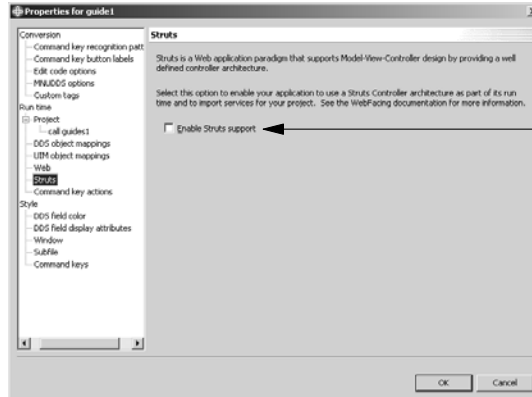 Properties for guide1
Conversion
Command key recognition patt
Command key button labels
Edit code options
MNUDDS options
Custom tags
Run time
Project
call guides1
DDS object mappings
UIM object mappings
Web
Struts
Command key actions
Style
DDS field color
DDS field display attributes
Window
Subfile
Command keys
Struts
Struts is a Web application paradigm that supports Model-View-Controller design by providing a well
defined controller architecture.
Select this option to enable your application to use a Struts Controller architecture as part of its run
time and to import services for your project. See the WebFacing documentation for more information.
Enable Struts support
OK
Cancel